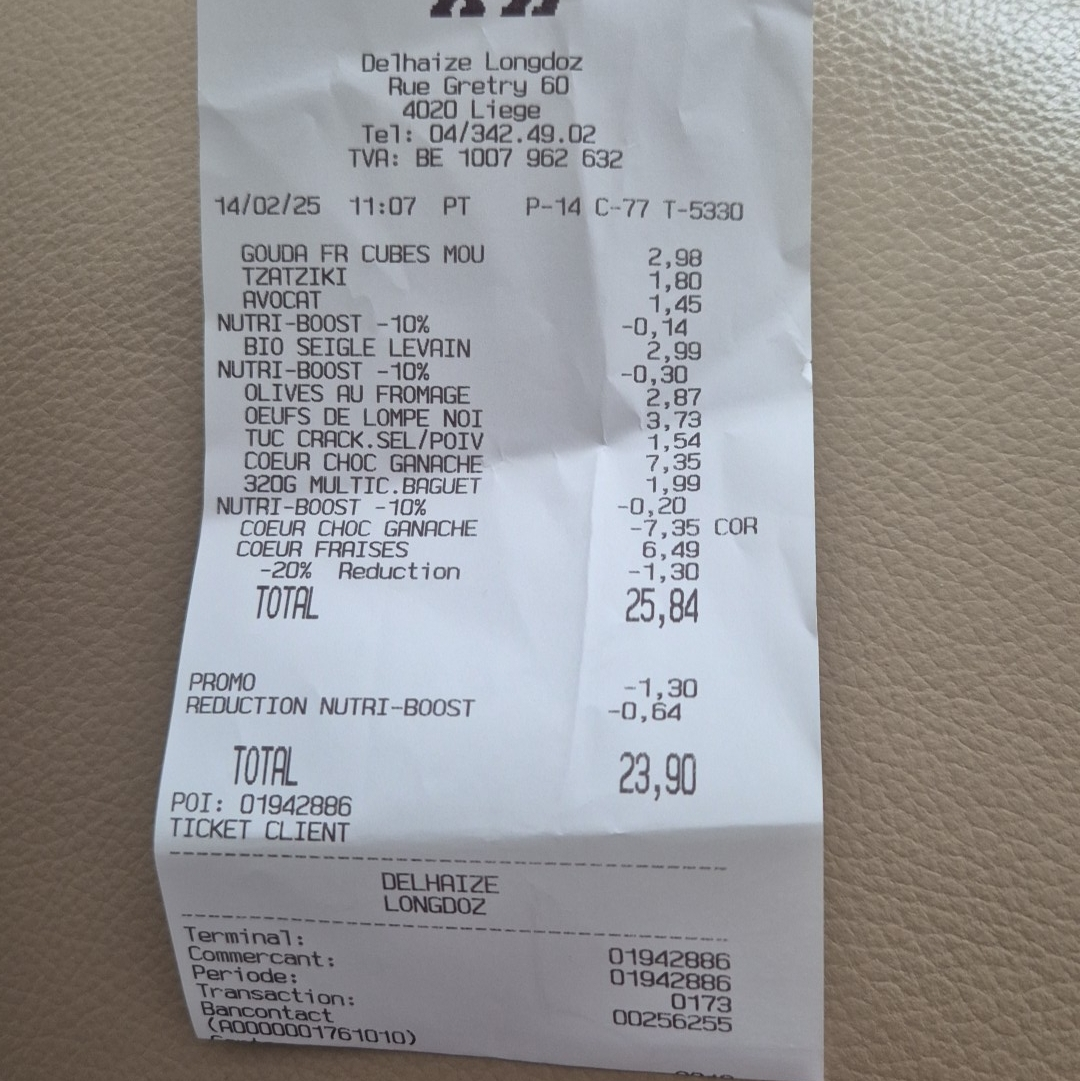 Delhaize Longdoz
Rue Gretry 60
4020 Liege
Tel: 04/342.49.02
TVA: BE 1007 962 632
14/02/25 11:07 PT P-14 C-77 T-5330
GOUDA FR CUBES MOU 2,98
TZATZIKI 1,80
AVOCAT 1,45
NUTRI-BOOST -10% -0,14
BIO SEIGLE LEVAIN 2,99
NUTRI-BOOST -10% -0,30
OLIVES AU FROMAGE 2,87
OEUFS DE LOMPE NOI 3,73
TUC CRACK.SEL/POIV 1,54
COEUR CHOC GANACHE 7,35
320G MULTIC.BAGUET 1,99
NUTRI-BOOST -10% -0,20
COEUR CHOC GANACHE -7,35 COR
COEUR FRAISES 6,49
-20% Reduction -1,30
TOTAL 25,84
PROMO -1,30
REDUCTION NUTRI-BOOST -0,64
TOTAL 23,90
POI: 01942886
TICKET CLIENT
DELHAIZE
LONGDOZ
Terminal: 01942886
Commercant: 01942886
Periode: 0173
Transaction: 00256255
Bancontact
(A0000001761010)